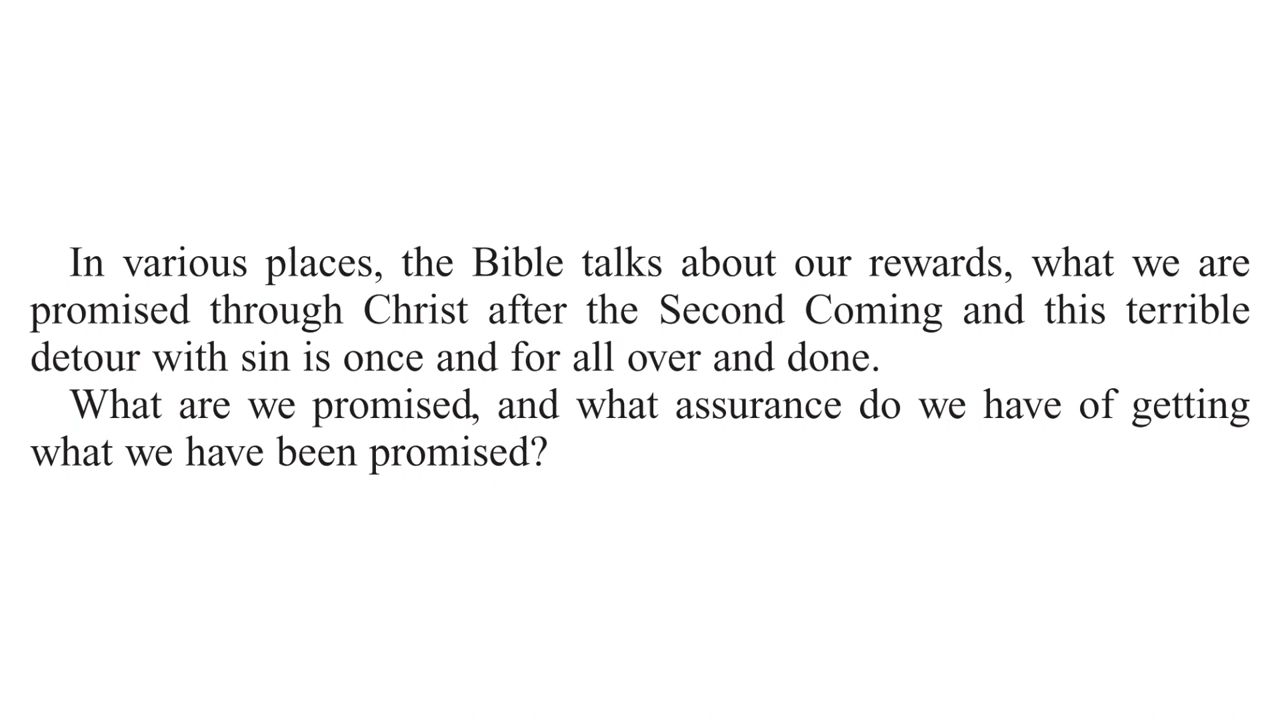 In various places, the Bible talks about our rewards, what we are
promised through Christ after the Second Coming and this terrible
detour with sin is once and for all over and done.
What are we promised, and what assurance do we have of getting
what we have been promised?